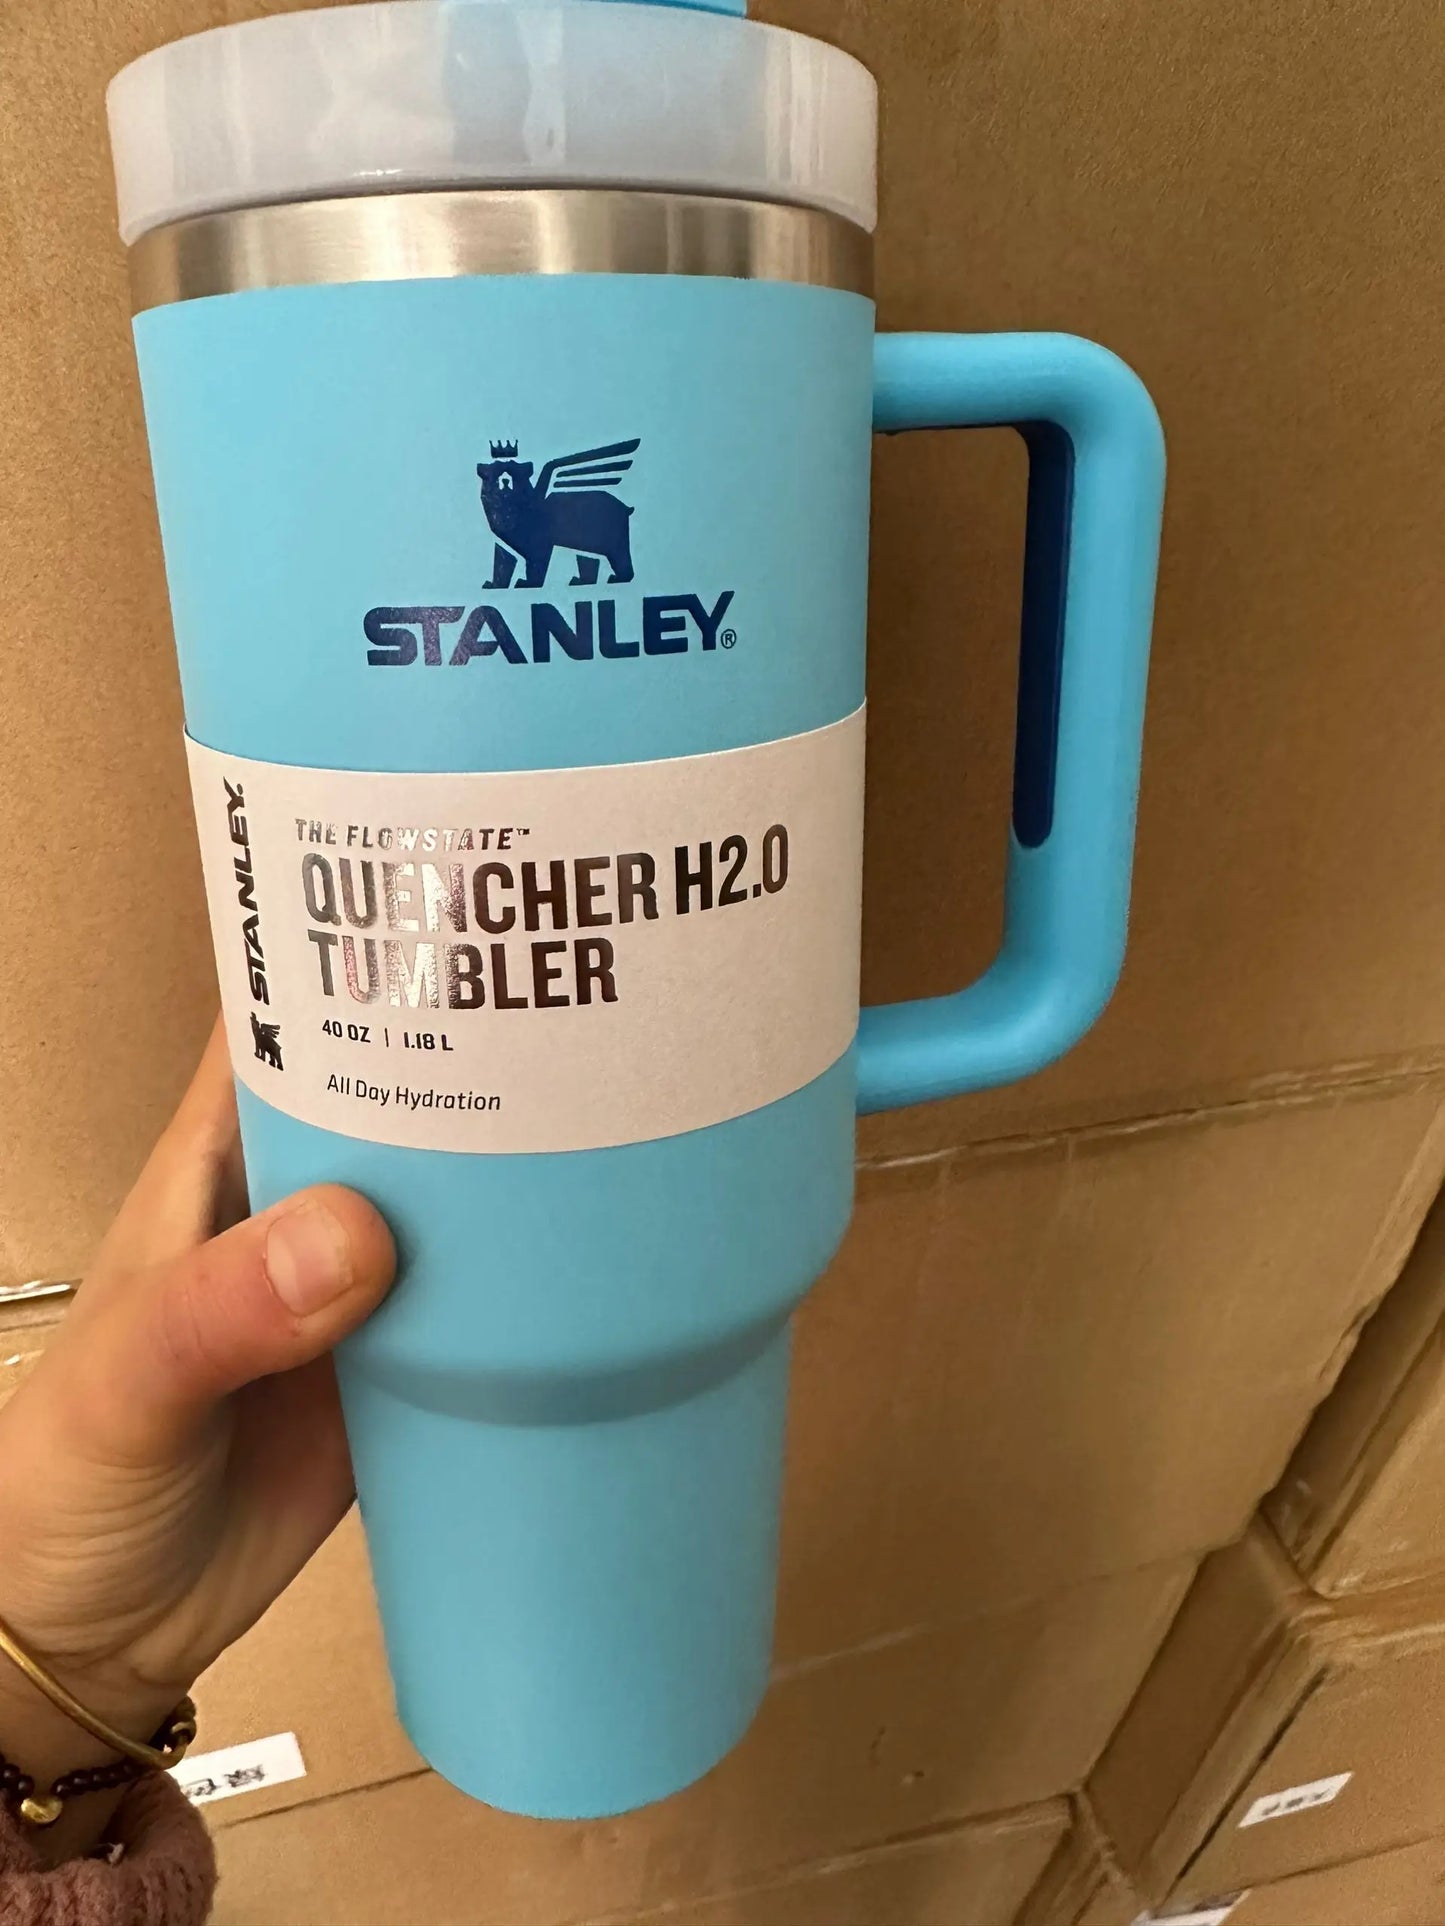 STANLEY®
STANLEY.
THE FLOWSTATE™
QUENCHER H2.0
TUMBLER
40 OZ | 1.18 L
All Day Hydration